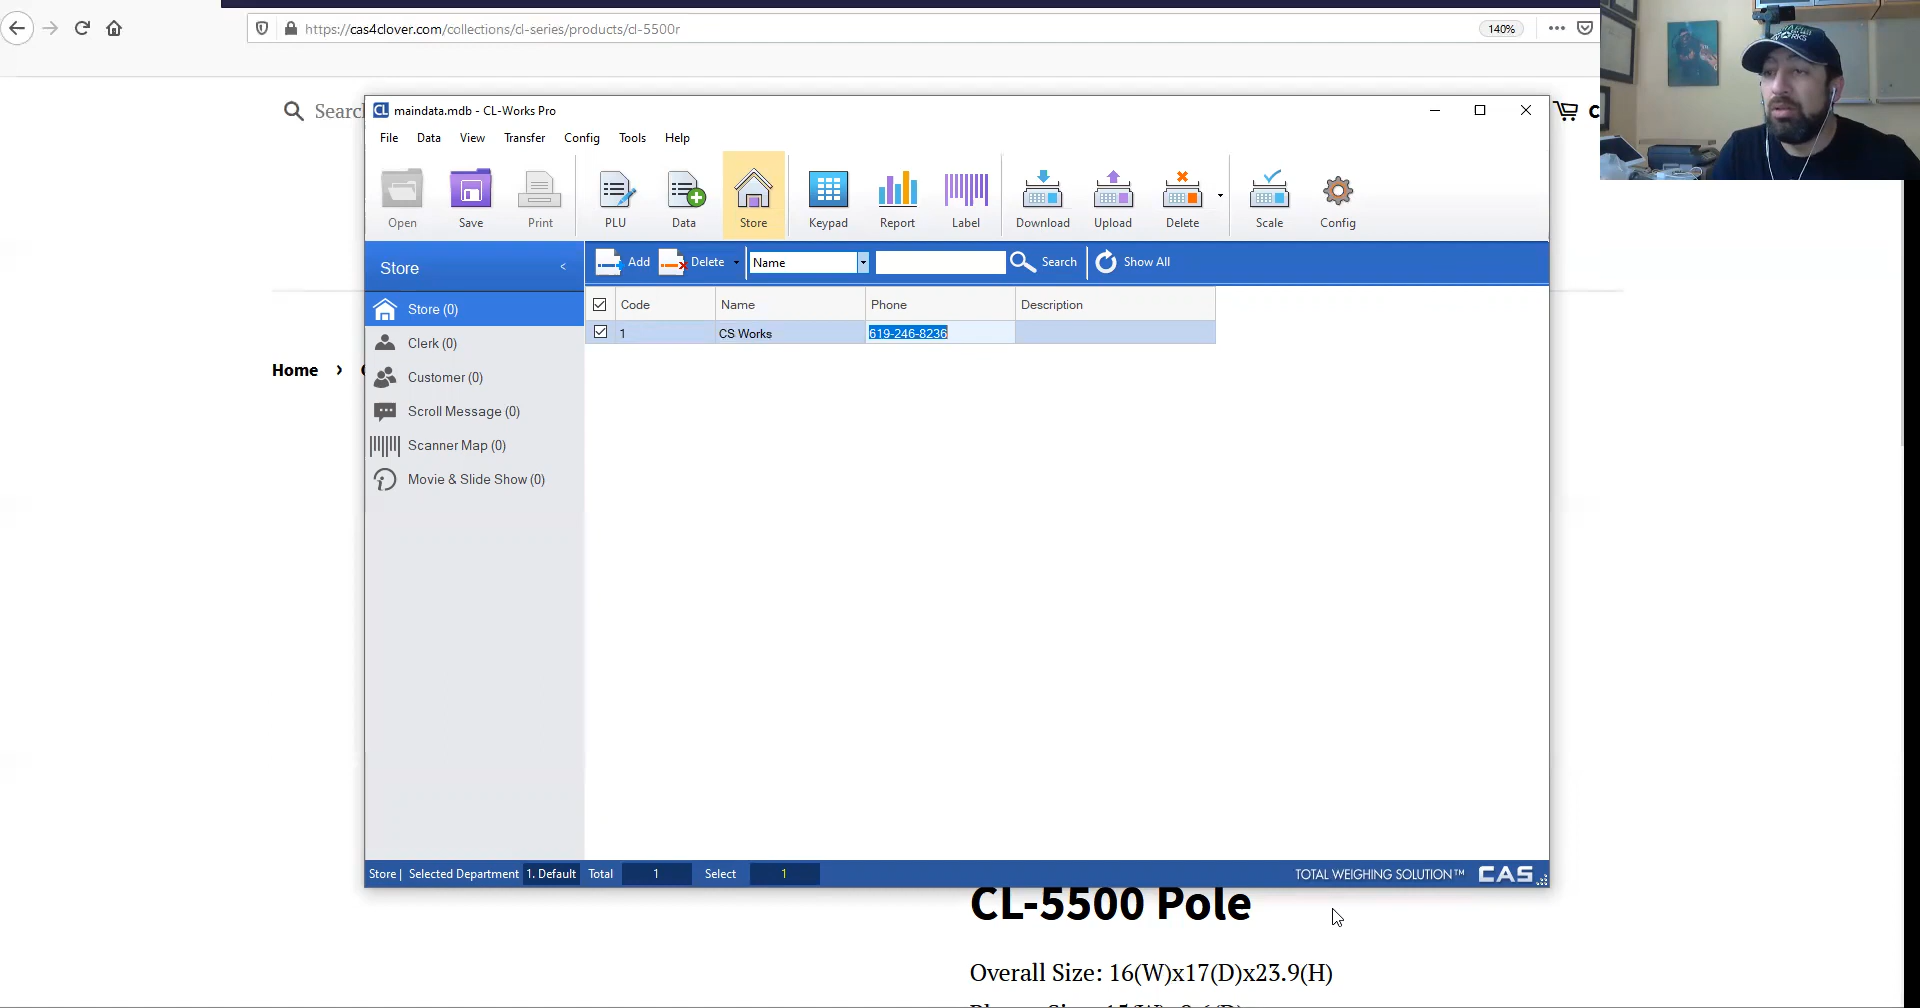 https://cas4clover.com/collections/cl-series/products/cl-5500r
140%
Searc
C
CL maindata.mdb - CL-Works Pro
File Data View Transfer Config Tools Help
Open Save Print PLU Data Store Keypad Report Label Download Upload Delete Scale Config
Store <
Add Delete Name Search Show All
Store (0)
Clerk (0)
Customer (0)
Scroll Message (0)
Scanner Map (0)
Movie & Slide Show (0)
Code Name Phone Description
1 CS Works 619-246-8236
Home >
Store | Selected Department 1. Default Total 1 Select 1 TOTAL WEIGHING SOLUTION™ CAS
CL-5500 Pole
Overall Size: 16(W)x17(D)x23.9(H)